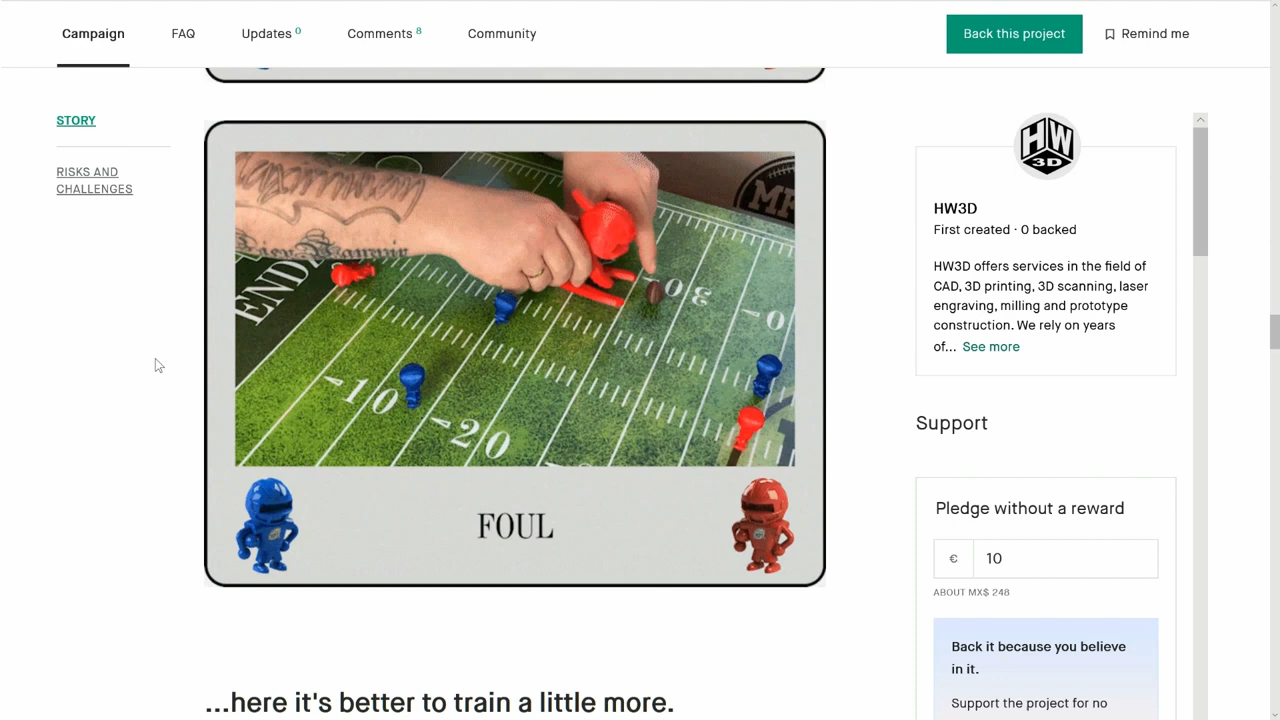 Campaign
FAQ
Updates 0
Comments 8
Community
Back this project
Remind me
STORY
RISKS AND
CHALLENGES
END
-10
-20
30
-0
FOUL
...here it's better to train a little more.
HW
3D
HW3D
First created · 0 backed
HW3D offers services in the field of
CAD, 3D printing, 3D scanning, laser
engraving, milling and prototype
construction. We rely on years
of... See more
Support
Pledge without a reward
€ 10
ABOUT MX$ 248
Back it because you believe
in it.
Support the project for no